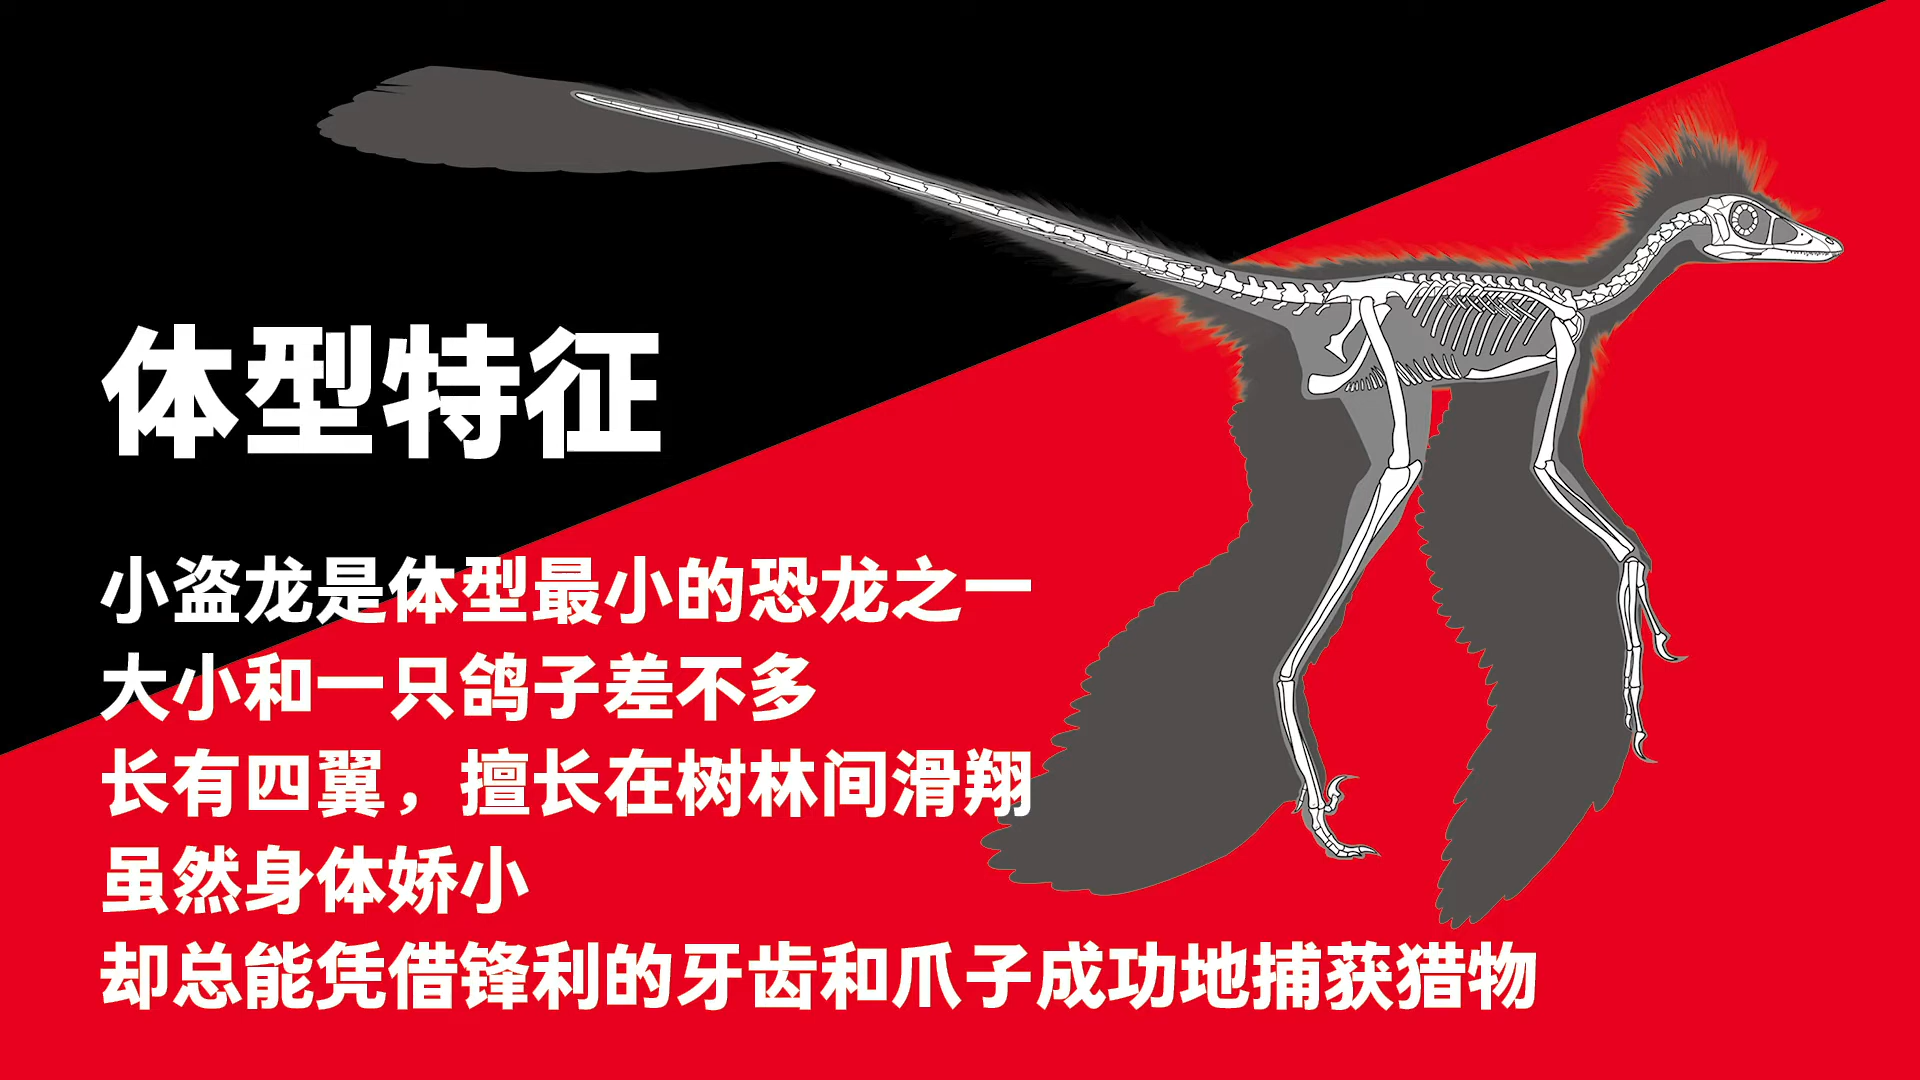 体型特征
小盗龙是体型最小的恐龙之一
大小和一只鸽子差不多
长有四翼，擅长在树林间滑翔
虽然身体娇小
却总能凭借锋利的牙齿和爪子成功地捕获猎物